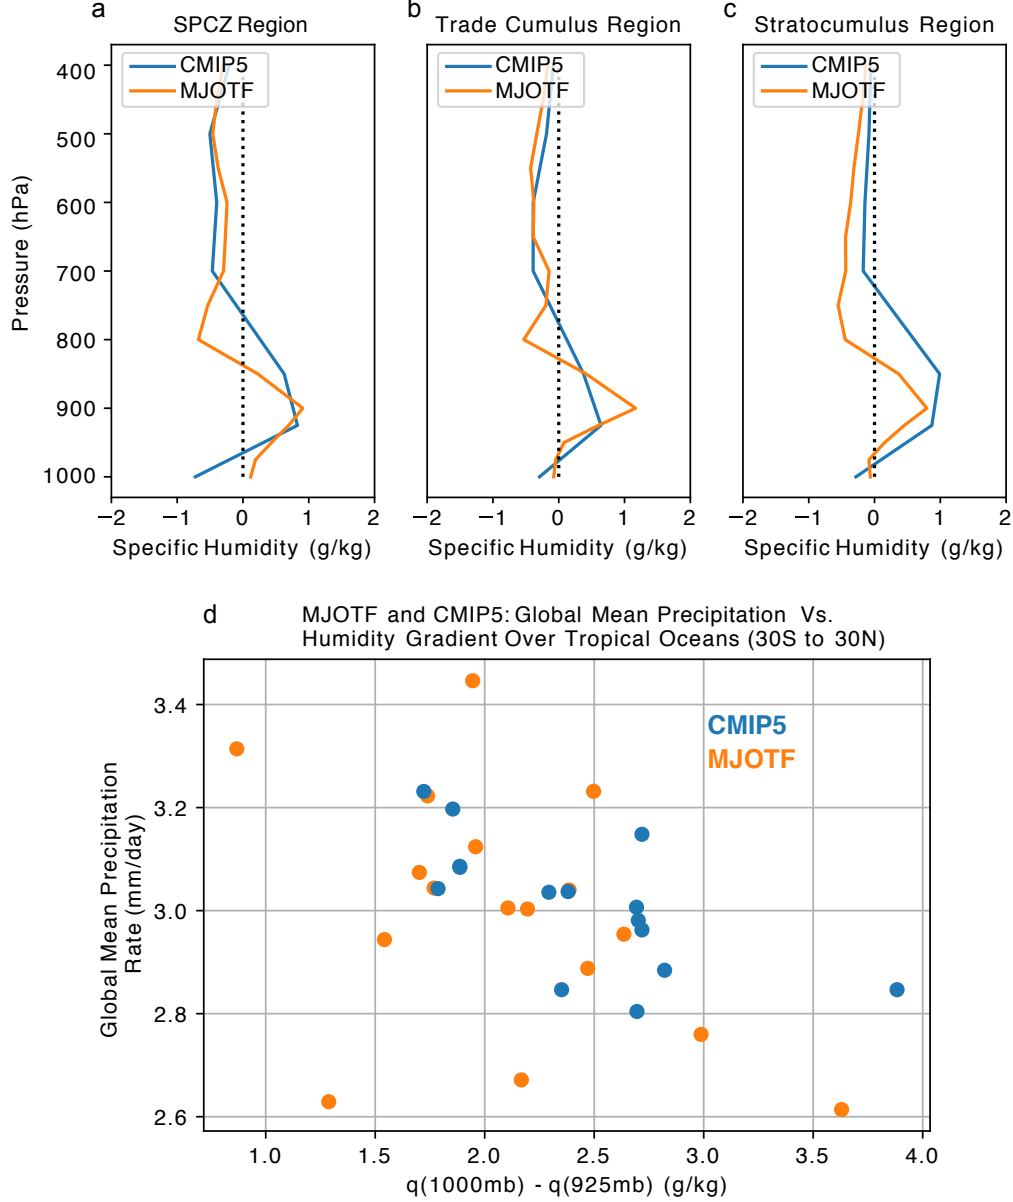 a
SPCZ Region
b
Trade Cumulus Region
c
Stratocumulus Region
CMIP5
MJOTF
CMIP5
MJOTF
CMIP5
MJOTF
Pressure (hPa)
400
500
600
700
800
900
1000
−2 −1 0 1 2
−2 −1 0 1 2
−2 −1 0 1 2
Specific Humidity (g/kg)
Specific Humidity (g/kg)
Specific Humidity (g/kg)
d
MJOTF and CMIP5: Global Mean Precipitation Vs.
Humidity Gradient Over Tropical Oceans (30S to 30N)
CMIP5
MJOTF
Global Mean Precipitation
Rate (mm/day)
3.4
3.2
3.0
2.8
2.6
1.0 1.5 2.0 2.5 3.0 3.5 4.0
q(1000mb) - q(925mb) (g/kg)